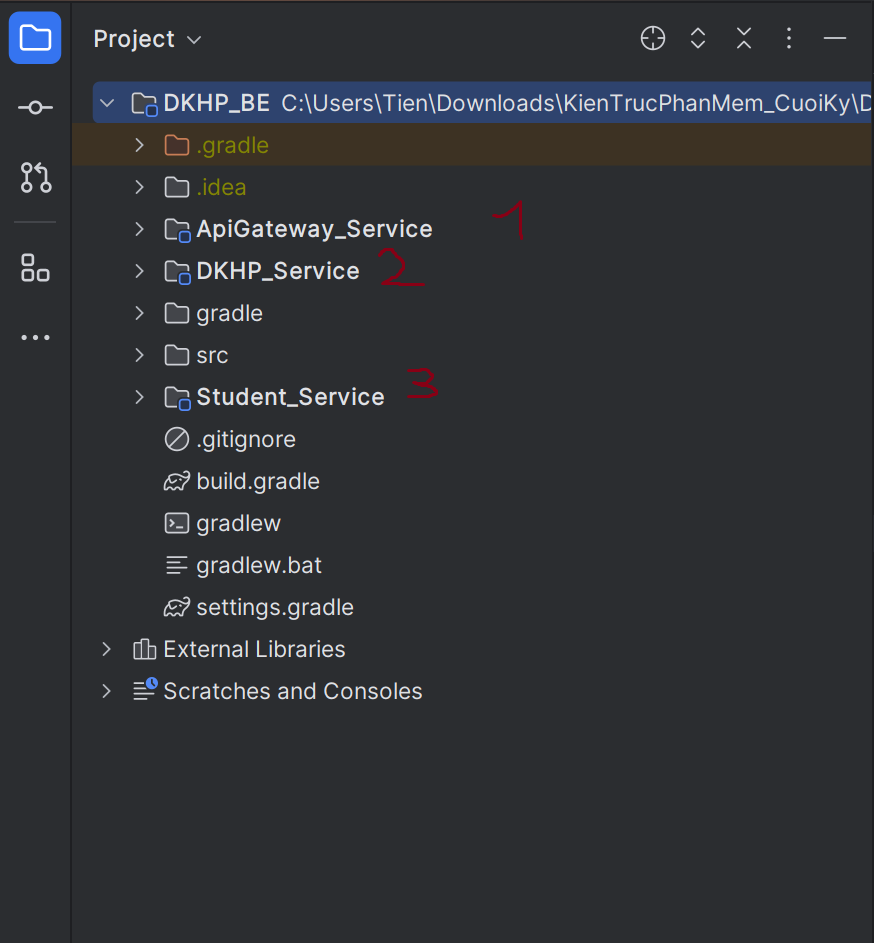 Project
DKHP_BE C:\Users\Tien\Downloads\KienTrucPhanMem_CuoiKy\D
.gradle
.idea
ApiGateway_Service 1
DKHP_Service 2
gradle
src
Student_Service 3
.gitignore
build.gradle
gradlew
gradlew.bat
settings.gradle
External Libraries
Scratches and Consoles